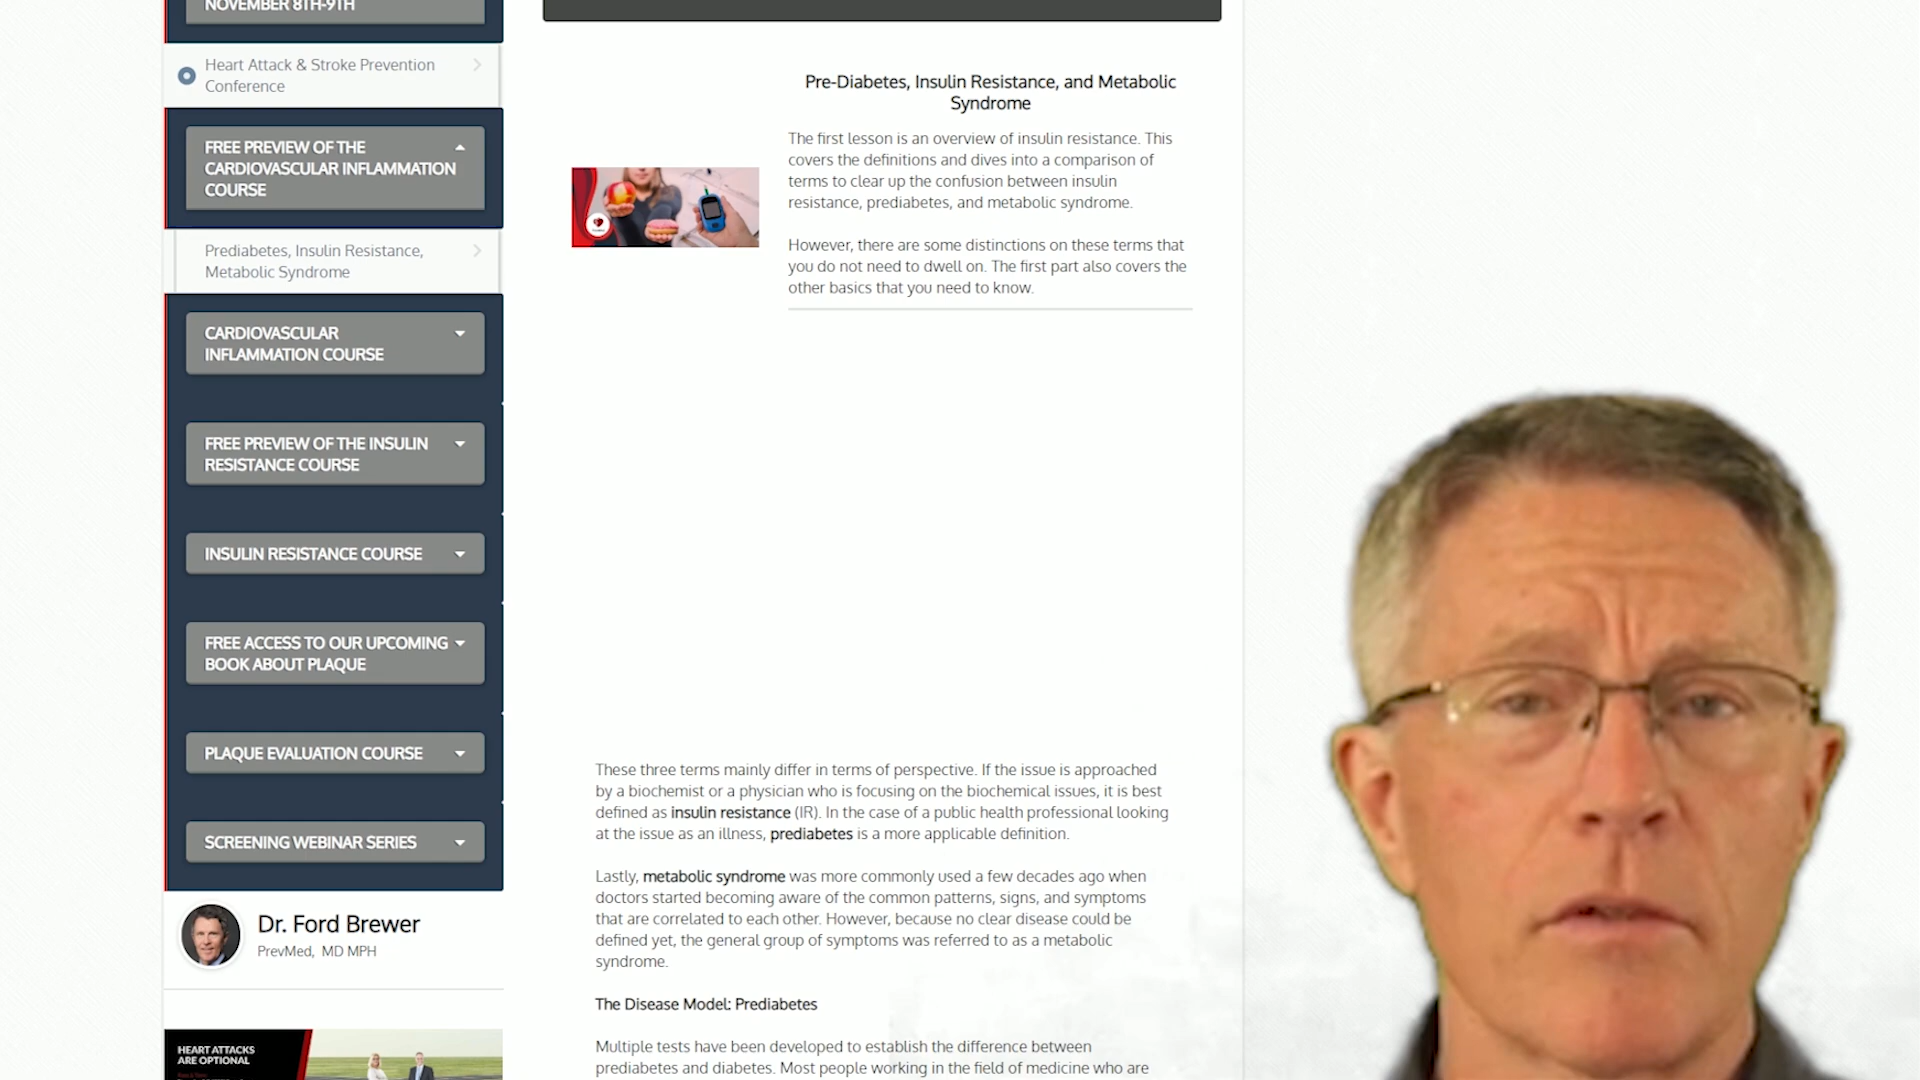 NOVEMBER 8TH-9TH
Heart Attack & Stroke Prevention
Conference
FREE PREVIEW OF THE
CARDIOVASCULAR INFLAMMATION
COURSE
Prediabetes, Insulin Resistance,
Metabolic Syndrome
CARDIOVASCULAR
INFLAMMATION COURSE
FREE PREVIEW OF THE INSULIN
RESISTANCE COURSE
INSULIN RESISTANCE COURSE
FREE ACCESS TO OUR UPCOMING
BOOK ABOUT PLAQUE
PLAQUE EVALUATION COURSE
SCREENING WEBINAR SERIES
Dr. Ford Brewer
PrevMed, MD MPH
HEART ATTACKS
ARE OPTIONAL
Pre-Diabetes, Insulin Resistance, and Metabolic
Syndrome
The first lesson is an overview of insulin resistance. This
covers the definitions and dives into a comparison of
terms to clear up the confusion between insulin
resistance, prediabetes, and metabolic syndrome.
However, there are some distinctions on these terms that
you do not need to dwell on. The first part also covers the
other basics that you need to know.
These three terms mainly differ in terms of perspective. If the issue is approached
by a biochemist or a physician who is focusing on the biochemical issues, it is best
defined as insulin resistance (IR). In the case of a public health professional looking
at the issue as an illness, prediabetes is a more applicable definition.
Lastly, metabolic syndrome was more commonly used a few decades ago when
doctors started becoming aware of the common patterns, signs, and symptoms
that are correlated to each other. However, because no clear disease could be
defined yet, the general group of symptoms was referred to as a metabolic
syndrome.
The Disease Model: Prediabetes
Multiple tests have been developed to establish the difference between
prediabetes and diabetes. Most people working in the field of medicine who are